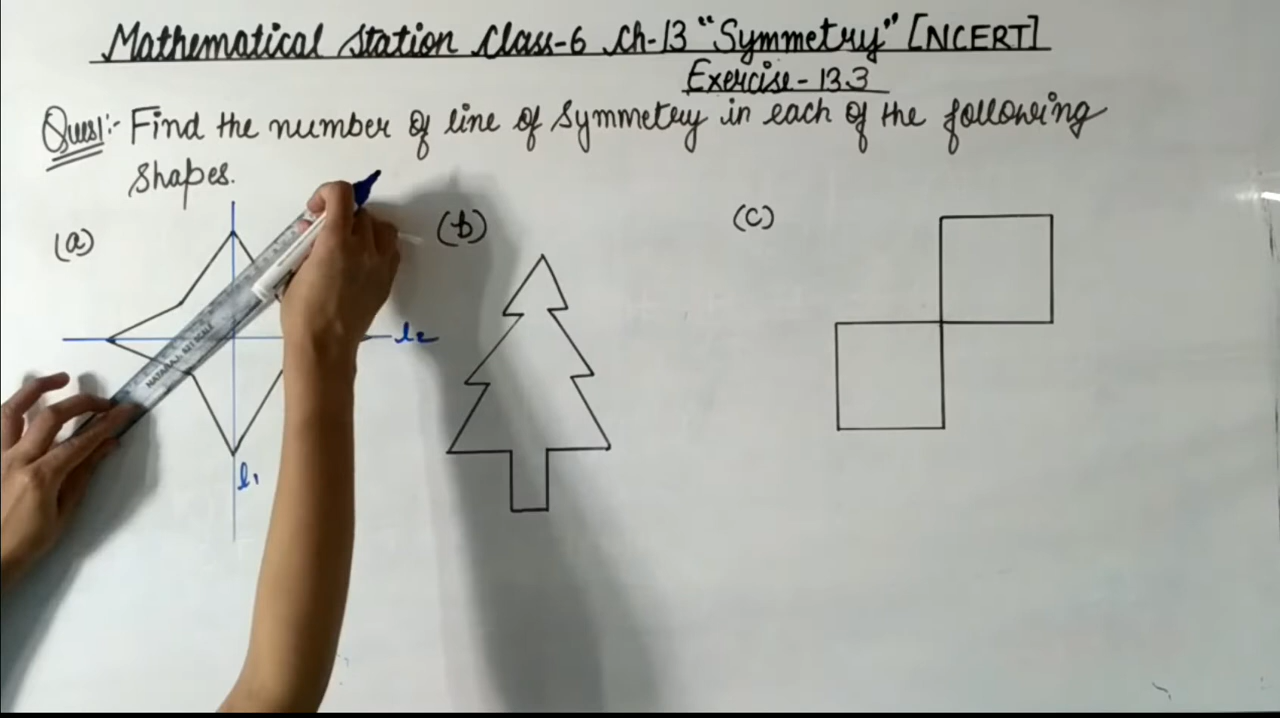 Mathematical Station Class-6 Ch-13 "Symmetry" [NCERT]
Exercise-13.3
Ques1:- Find the number of line of Symmetry in each of the following
Shapes.
(a)
(b)
(c)
l2
l1